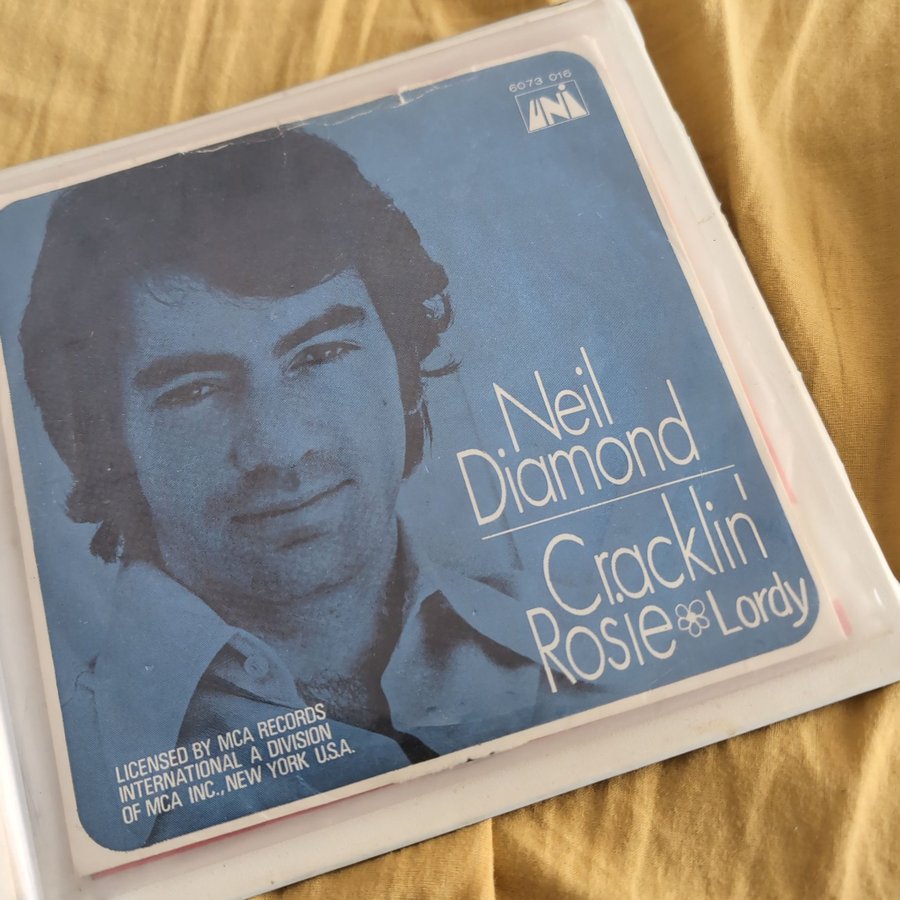 6073 016
UNI
Neil
Diamond
Cracklin'
Rosie Lordy
LICENSED BY MCA RECORDS
INTERNATIONAL A DIVISION
OF MCA INC., NEW YORK U.S.A.